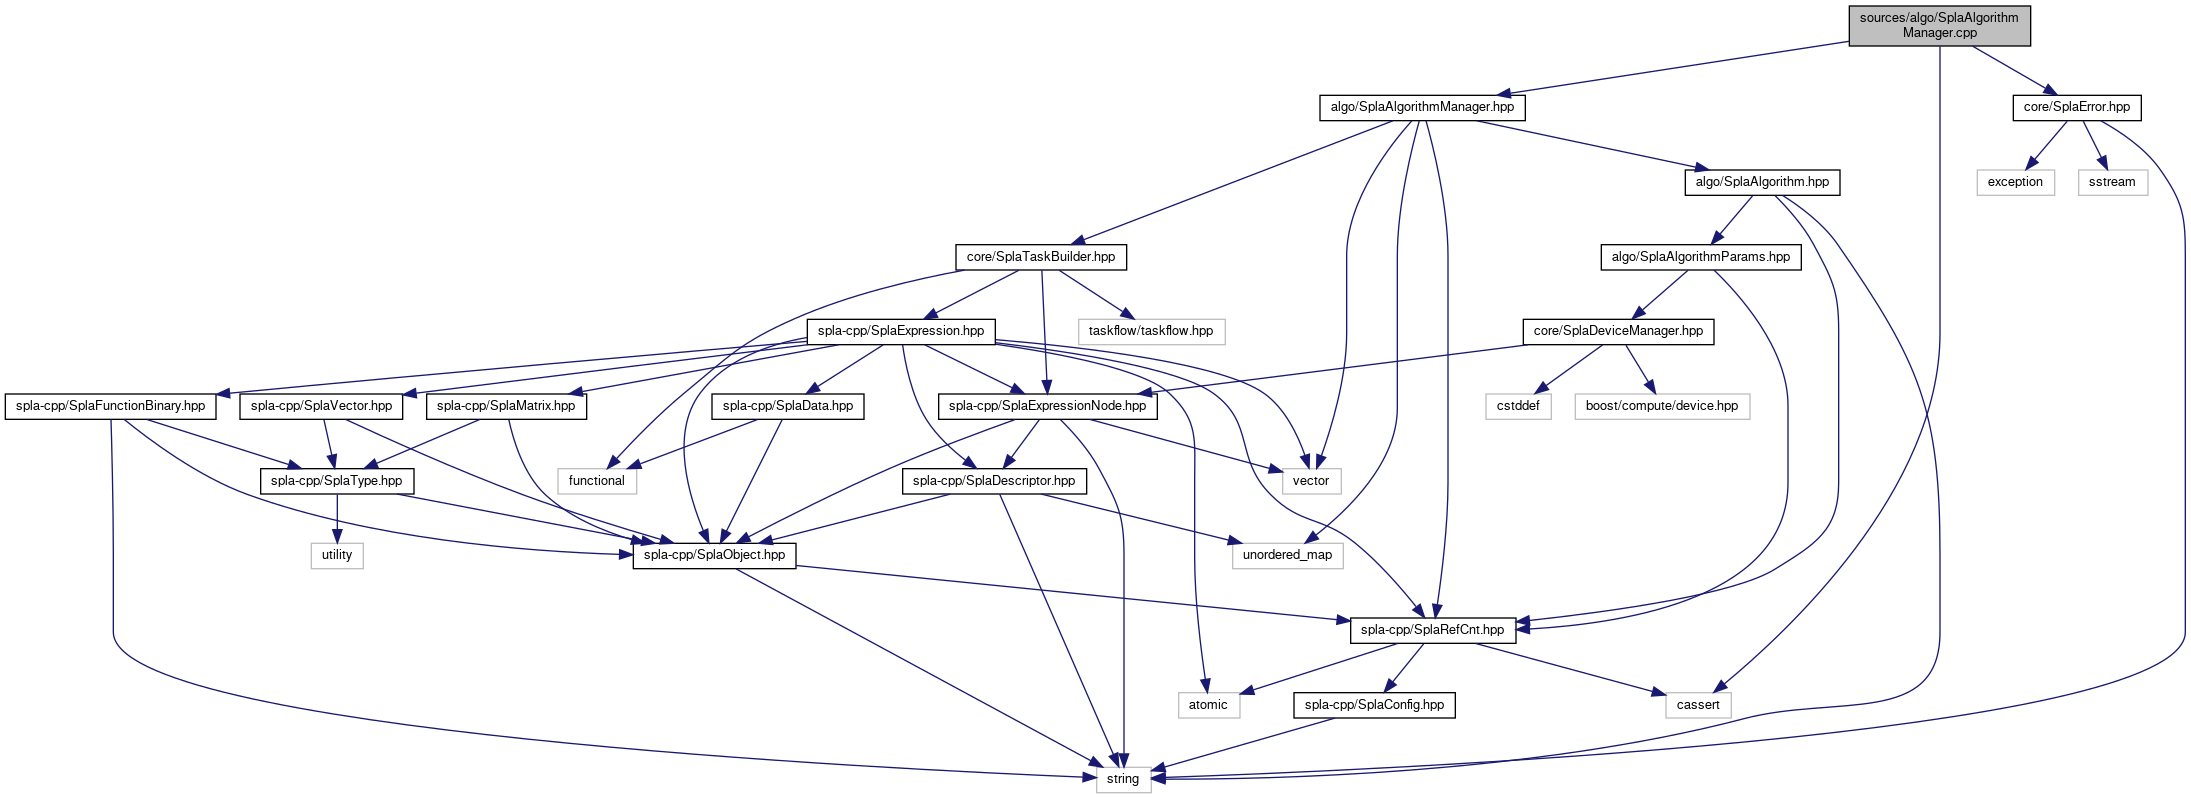 sources/algo/SplaAlgorithm
Manager.cpp
algo/SplaAlgorithmManager.hpp
core/SplaError.hpp
algo/SplaAlgorithm.hpp
exception
sstream
core/SplaTaskBuilder.hpp
algo/SplaAlgorithmParams.hpp
spla-cpp/SplaExpression.hpp
taskflow/taskflow.hpp
core/SplaDeviceManager.hpp
spla-cpp/SplaFunctionBinary.hpp
spla-cpp/SplaVector.hpp
spla-cpp/SplaMatrix.hpp
spla-cpp/SplaData.hpp
spla-cpp/SplaExpressionNode.hpp
cstddef
boost/compute/device.hpp
spla-cpp/SplaType.hpp
functional
spla-cpp/SplaDescriptor.hpp
vector
utility
spla-cpp/SplaObject.hpp
unordered_map
spla-cpp/SplaRefCnt.hpp
atomic
spla-cpp/SplaConfig.hpp
cassert
string